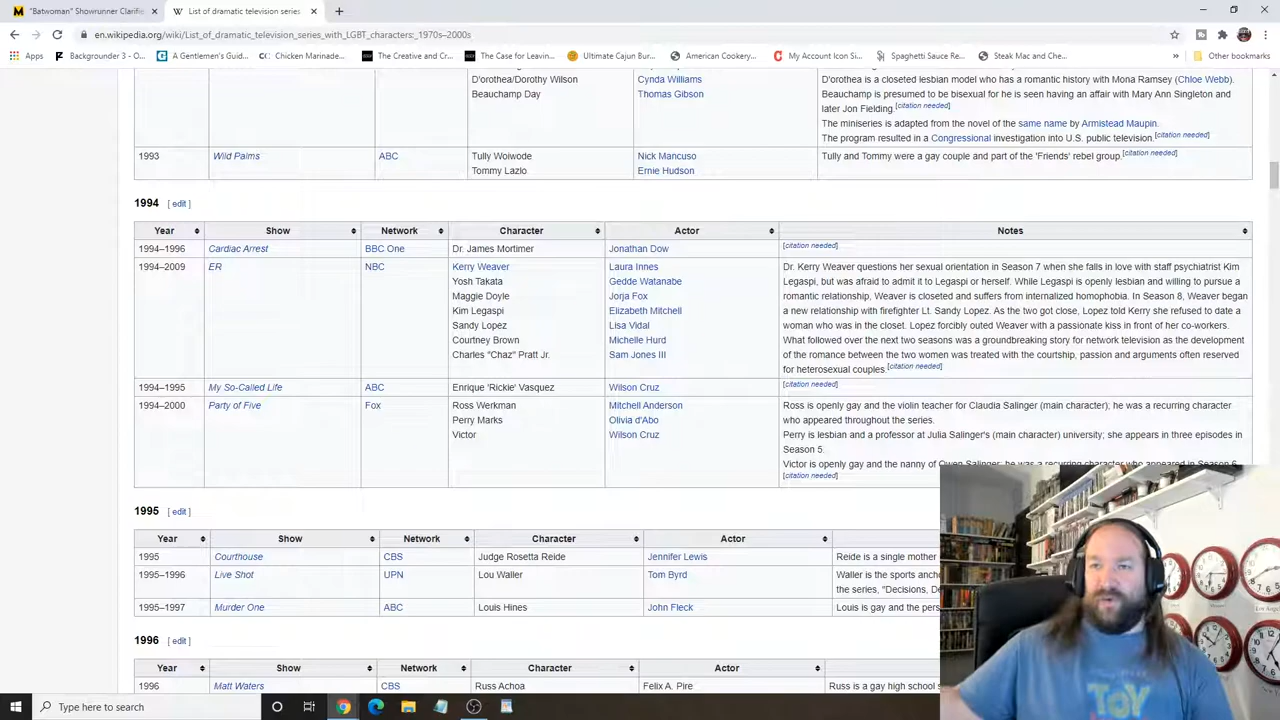 "Batwoman" Showrunner Clarifie
List of dramatic television series
en.wikipedia.org/wiki/List_of_dramatic_television_series_with_LGBT_characters:_1970s–2000s
Apps
Backgrounder 3 - O...
A Gentlemen's Guid...
Chicken Marinade...
The Creative and Cr...
The Case for Leavin...
Ultimate Cajun Bur...
American Cookery...
My Account Icon Si...
Spaghetti Sauce Re...
Steak Mac and Che...
Other bookmarks
D'orothea/Dorothy Wilson
Beauchamp Day
Cynda Williams
Thomas Gibson
D'orothea is a closeted lesbian model who has a romantic history with Mona Ramsey (Chloe Webb).
Beauchamp is presumed to be bisexual for he is seen having an affair with Mary Ann Singleton and
later Jon Fielding.[citation needed]
The miniseries is adapted from the novel of the same name by Armistead Maupin.
The program resulted in a Congressional investigation into U.S. public television.[citation needed]
1993 Wild Palms ABC
Tully Woiwode
Tommy Lazlo
Nick Mancuso
Ernie Hudson
Tully and Tommy were a gay couple and part of the 'Friends' rebel group.[citation needed]
1994 [ edit ]
Year Show Network Character Actor Notes
1994–1996 Cardiac Arrest BBC One Dr. James Mortimer Jonathan Dow [citation needed]
1994–2009 ER NBC
Kerry Weaver
Yosh Takata
Maggie Doyle
Kim Legaspi
Sandy Lopez
Courtney Brown
Charles "Chaz" Pratt Jr.
Laura Innes
Gedde Watanabe
Jorja Fox
Elizabeth Mitchell
Lisa Vidal
Michelle Hurd
Sam Jones III
Dr. Kerry Weaver questions her sexual orientation in Season 7 when she falls in love with staff psychiatrist Kim
Legaspi, but was afraid to admit it to Legaspi or herself. While Legaspi is openly lesbian and willing to pursue a
romantic relationship, Weaver is closeted and suffers from internalized homophobia. In Season 8, Weaver began
a new relationship with firefighter Lt. Sandy Lopez. As the two got close, Lopez told Kerry she refused to date a
woman who was in the closet. Lopez forcibly outed Weaver with a passionate kiss in front of her co-workers.
What followed over the next two seasons was a groundbreaking story for network television as the development
of the romance between the two women was treated with the courtship, passion and arguments often reserved
for heterosexual couples.[citation needed]
1994–1995 My So-Called Life ABC Enrique 'Rickie' Vasquez Wilson Cruz [citation needed]
1994–2000 Party of Five Fox
Ross Werkman
Perry Marks
Victor
Mitchell Anderson
Olivia d'Abo
Wilson Cruz
Ross is openly gay and the violin teacher for Claudia Salinger (main character); he was a recurring character
who appeared throughout the series.
Perry is lesbian and a professor at Julia Salinger's (main character) university; she appears in three episodes in
Season 5.
Victor is openly gay and the nanny of Owen Salinger; he was a recurring character who appeared in Season 6.
[citation needed]
1995 [ edit ]
Year Show Network Character Actor
1995 Courthouse CBS Judge Rosetta Reide Jennifer Lewis Reide is a single mother
1995–1996 Live Shot UPN Lou Waller Tom Byrd Waller is the sports anch
the series, "Decisions, De
1995–1997 Murder One ABC Louis Hines John Fleck Louis is gay and the pers
1996 [ edit ]
Year Show Network Character Actor
1996 Matt Waters CBS Russ Achoa Felix A. Pire Russ is a gay high school s
Type here to search